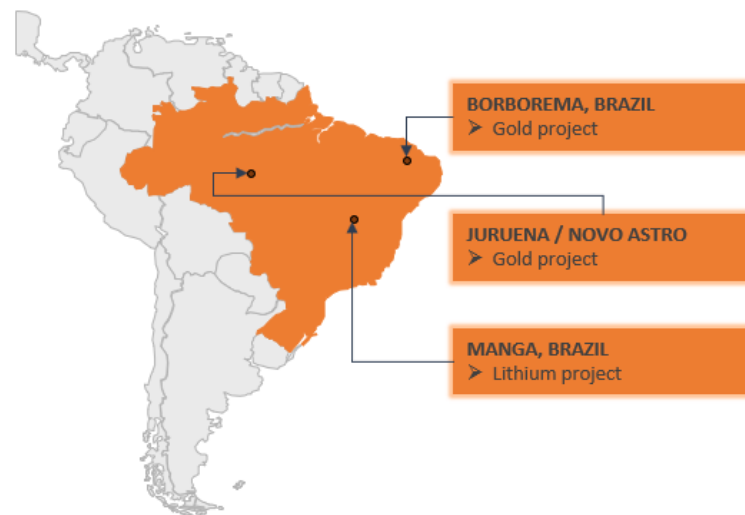 BORBOREMA, BRAZIL
➢ Gold project
JURUENA / NOVO ASTRO
➢ Gold project
MANGA, BRAZIL
➢ Lithium project